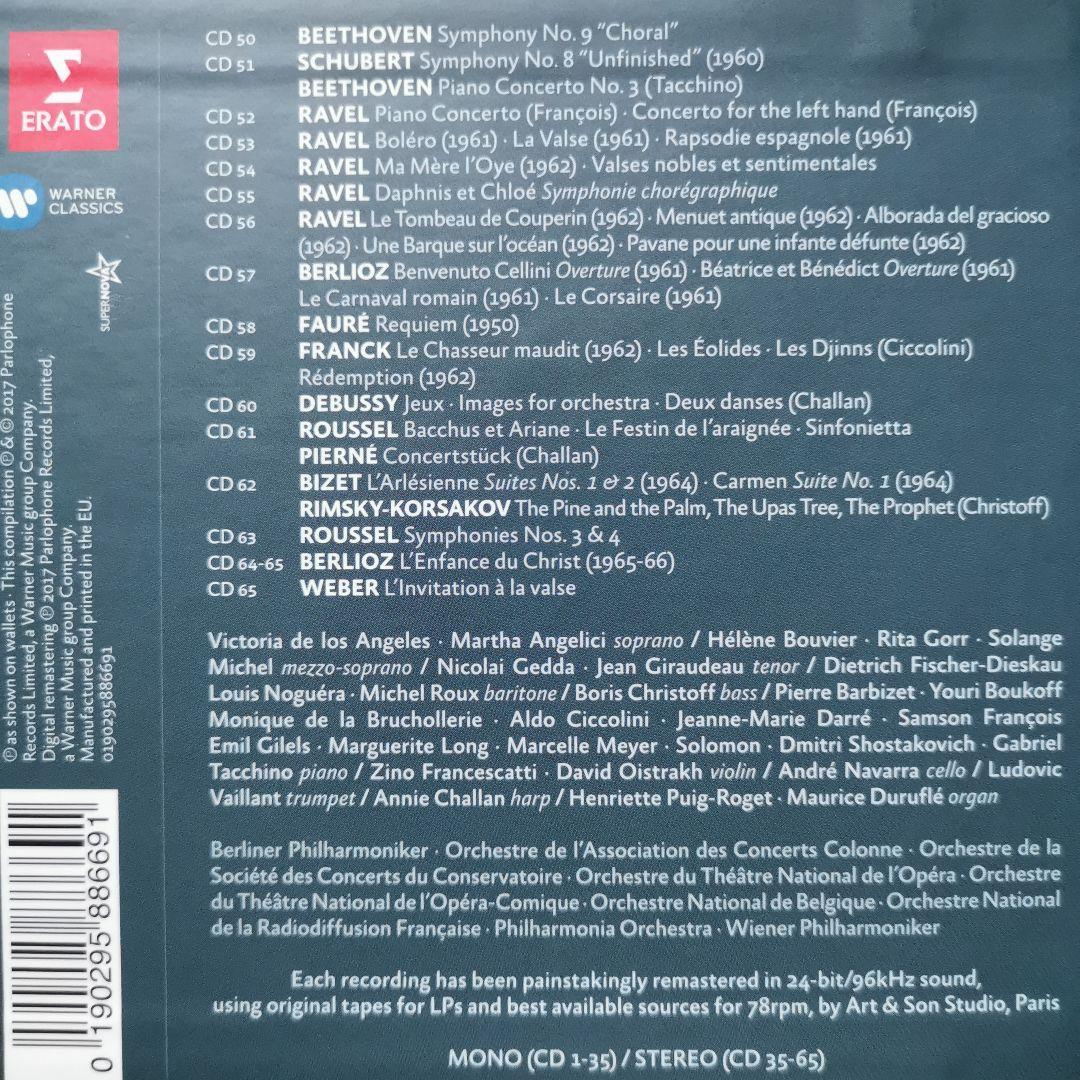 ERATO
WARNER
CLASSICS
SUPERNOVA
℗ as shown on wallets · This compilation ℗ & © 2017 Parlophone
Records Limited, a Warner Music group Company.
Digital remastering ℗ 2017 Parlophone Records Limited,
a Warner Music group Company.
Manufactured and printed in the EU.
0190295886691
0 190295 886691
CD 50 BEETHOVEN Symphony No. 9 "Choral"
CD 51 SCHUBERT Symphony No. 8 "Unfinished" (1960)
BEETHOVEN Piano Concerto No. 3 (Tacchino)
CD 52 RAVEL Piano Concerto (François) · Concerto for the left hand (François)
CD 53 RAVEL Boléro (1961) · La Valse (1961) · Rapsodie espagnole (1961)
CD 54 RAVEL Ma Mère l'Oye (1962) · Valses nobles et sentimentales
CD 55 RAVEL Daphnis et Chloé Symphonie chorégraphique
CD 56 RAVEL Le Tombeau de Couperin (1962) · Menuet antique (1962) · Alborada del gracioso
(1962) · Une Barque sur l'océan (1962) · Pavane pour une infante défunte (1962)
CD 57 BERLIOZ Benvenuto Cellini Overture (1961) · Béatrice et Bénédict Overture (1961)
Le Carnaval romain (1961) · Le Corsaire (1961)
CD 58 FAURÉ Requiem (1950)
CD 59 FRANCK Le Chasseur maudit (1962) · Les Éolides · Les Djinns (Ciccolini)
Rédemption (1962)
CD 60 DEBUSSY Jeux · Images for orchestra · Deux danses (Challan)
CD 61 ROUSSEL Bacchus et Ariane · Le Festin de l'araignée · Sinfonietta
PIERNÉ Concertstück (Challan)
CD 62 BIZET L'Arlésienne Suites Nos. 1 & 2 (1964) · Carmen Suite No. 1 (1964)
RIMSKY-KORSAKOV The Pine and the Palm, The Upas Tree, The Prophet (Christoff)
CD 63 ROUSSEL Symphonies Nos. 3 & 4
CD 64-65 BERLIOZ L'Enfance du Christ (1965-66)
CD 65 WEBER L'Invitation à la valse
Victoria de los Angeles · Martha Angelici soprano / Hélène Bouvier · Rita Gorr · Solange
Michel mezzo-soprano / Nicolai Gedda · Jean Giraudeau tenor / Dietrich Fischer-Dieskau
Louis Noguéra · Michel Roux baritone / Boris Christoff bass / Pierre Barbizet · Youri Boukoff
Monique de la Bruchollerie · Aldo Ciccolini · Jeanne-Marie Darré · Samson François
Emil Gilels · Marguerite Long · Marcelle Meyer · Solomon · Dmitri Shostakovich · Gabriel
Tacchino piano / Zino Francescatti · David Oistrakh violin / André Navarra cello / Ludovic
Vaillant trumpet / Annie Challan harp / Henriette Puig-Roget · Maurice Duruflé organ
Berliner Philharmoniker · Orchestre de l'Association des Concerts Colonne · Orchestre de la
Société des Concerts du Conservatoire · Orchestre du Théâtre National de l'Opéra · Orchestre
du Théâtre National de l'Opéra-Comique · Orchestre National de Belgique · Orchestre National
de la Radiodiffusion Française · Philharmonia Orchestra · Wiener Philharmoniker
Each recording has been painstakingly remastered in 24-bit/96kHz sound,
using original tapes for LPs and best available sources for 78rpm, by Art & Son Studio, Paris
MONO (CD 1-35) / STEREO (CD 35-65)